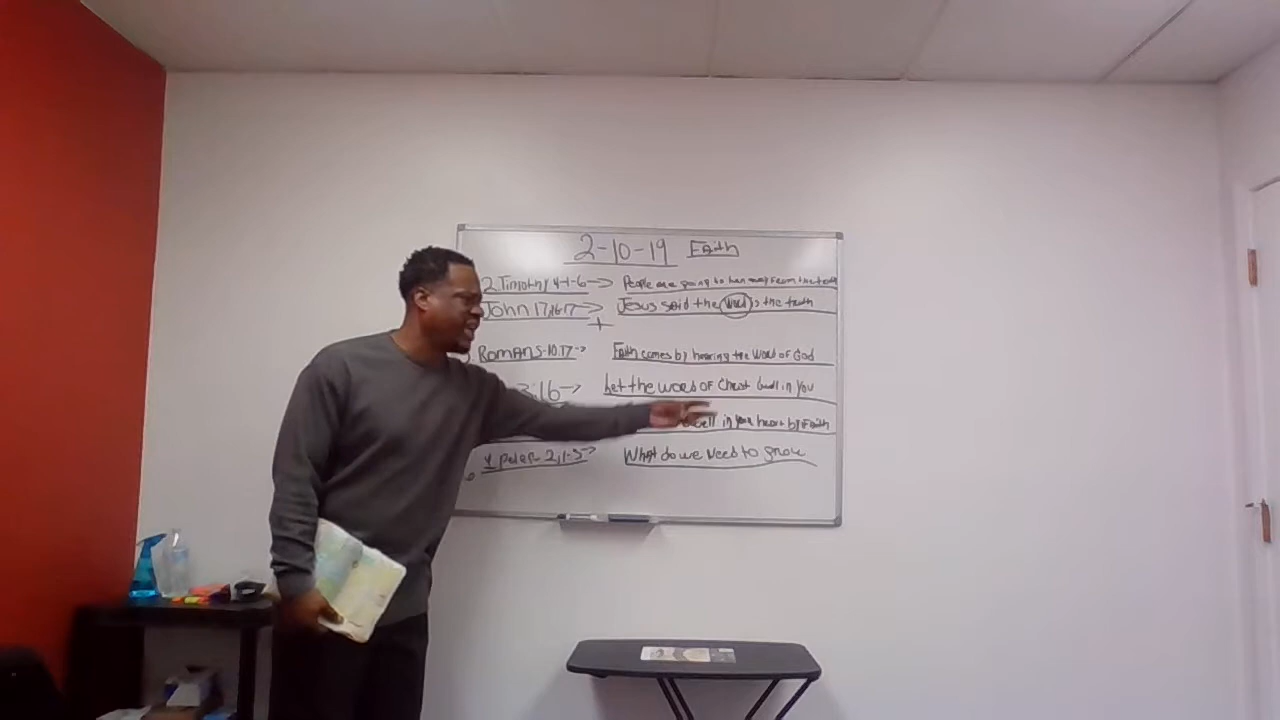 2-10-19 Faith
2 Timothy 4-1-6 → People are going to turn away from the truth
John 17,16-17 → Jesus said the word is the truth
+
Romans-10.17 → Faith comes by hearing the Word of God
3:16 → Let the word of Christ dwell in you
in your heart by Faith
1 peter 2,1-3 → What do we need to grow